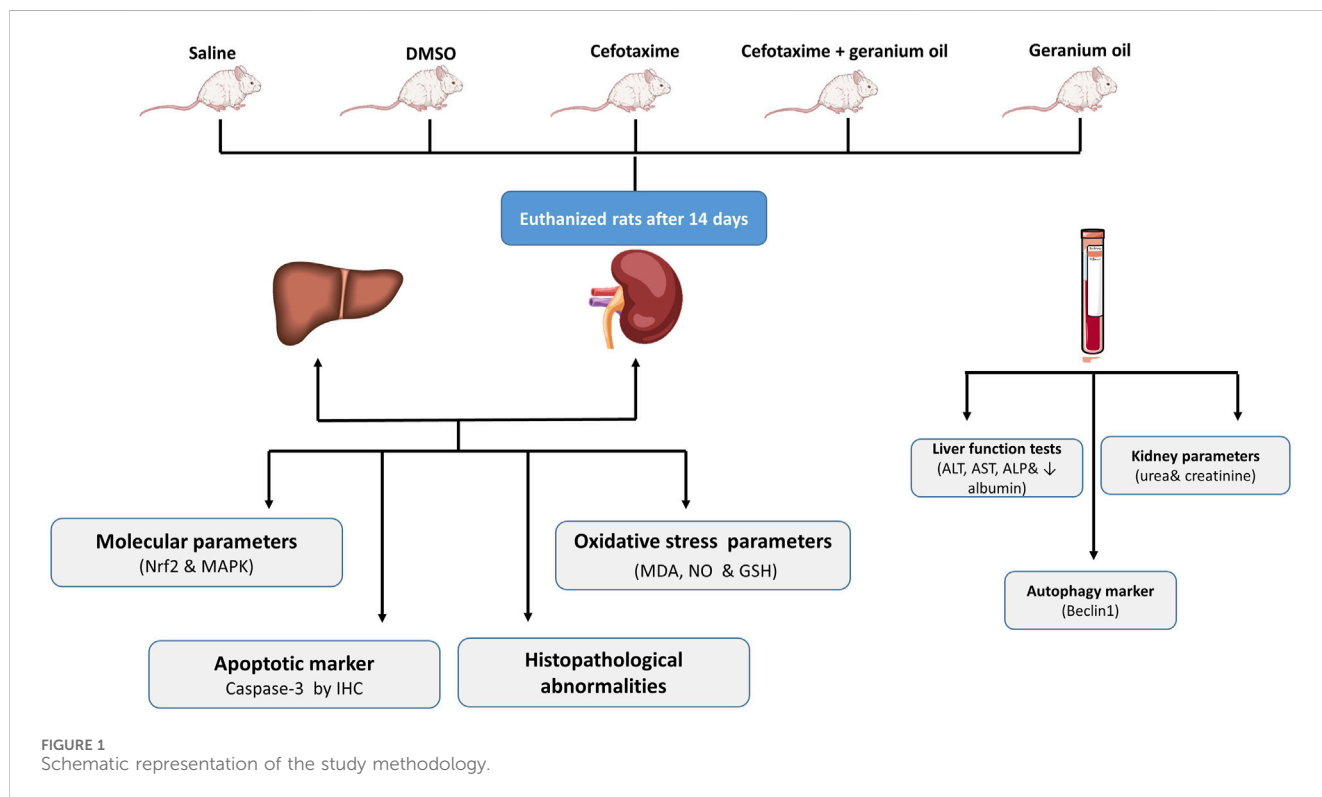 Saline
DMSO
Cefotaxime
Cefotaxime + geranium oil
Geranium oil
Euthanized rats after 14 days
Liver function tests
(ALT, AST, ALP& ↓
albumin)
Kidney parameters
(urea& creatinine)
Molecular parameters
(Nrf2 & MAPK)
Oxidative stress parameters
(MDA, NO & GSH)
Autophagy marker
(Beclin1)
Apoptotic marker
Caspase-3 by IHC
Histopathological
abnormalities
FIGURE 1
Schematic representation of the study methodology.